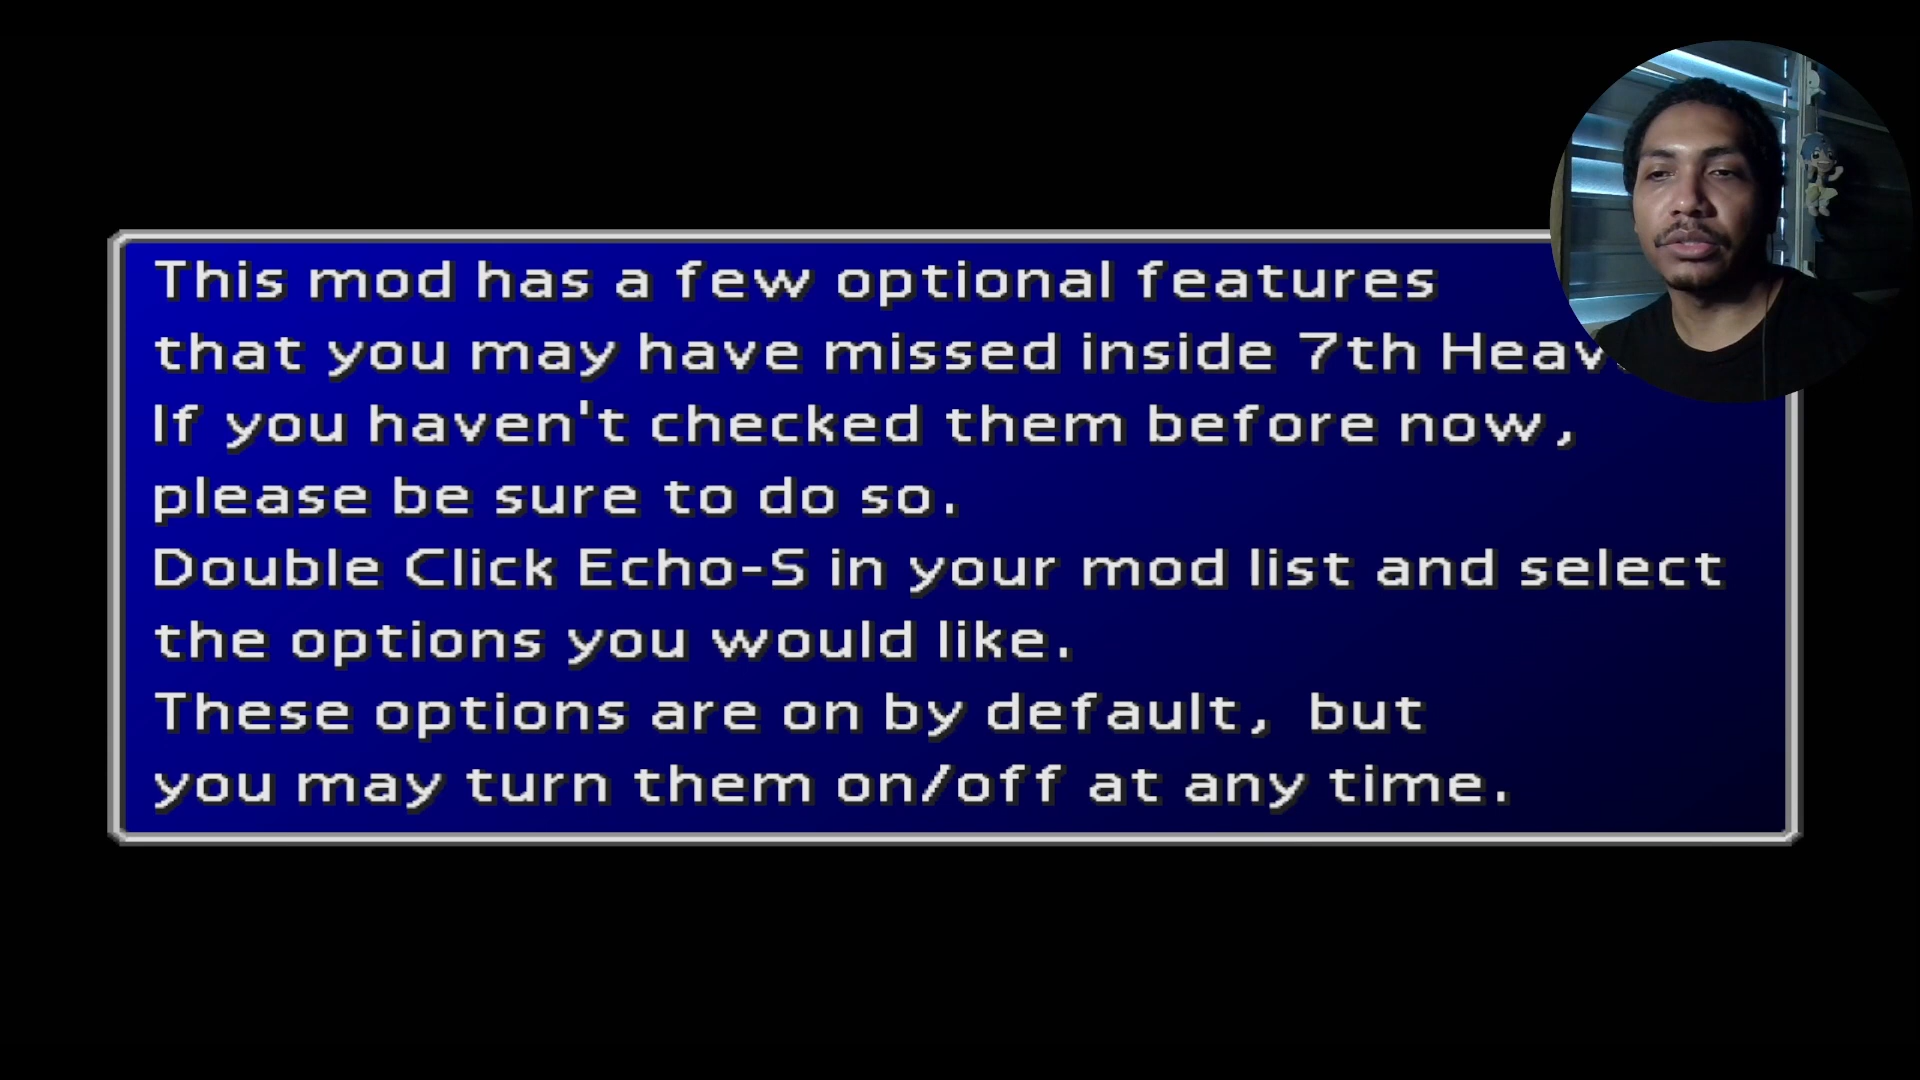 This mod has a few optional features
that you may have missed inside 7th
If you haven't checked them before now,
please be sure to do so.
Double Click Echo-S in your mod list and select
the options you would like.
These options are on by default, but
you may turn them on/off at any time.